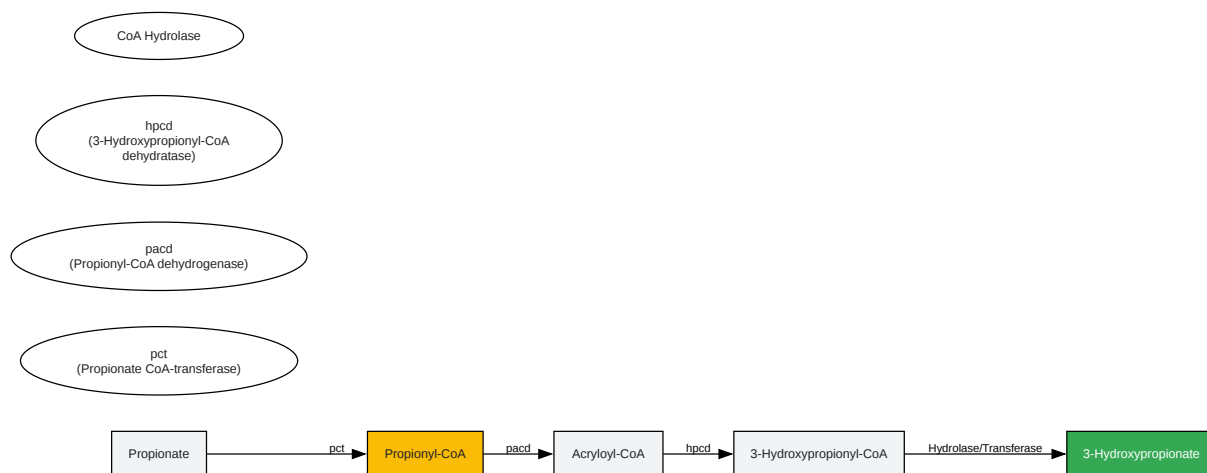 CoA Hydrolase
hpcd
(3-Hydroxypropionyl-CoA
dehydratase)
pacd
(Propionyl-CoA dehydrogenase)
pct
(Propionate CoA-transferase)
Propionate
pct
Propionyl-CoA
pacd
Acryloyl-CoA
hpcd
3-Hydroxypropionyl-CoA
Hydrolase/Transferase
3-Hydroxypropionate